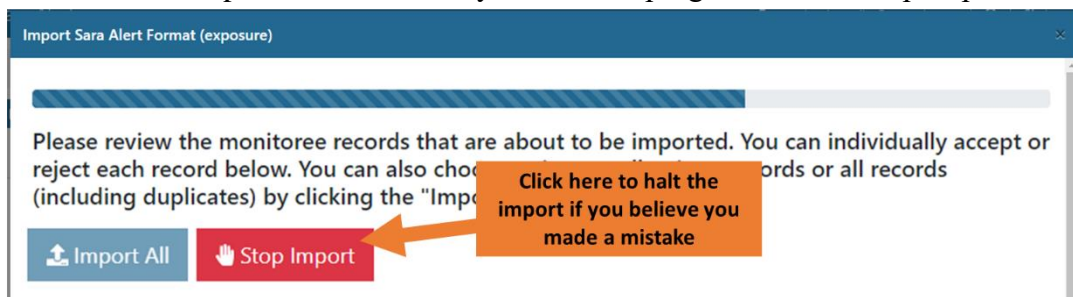 Import Sara Alert Format (exposure)
Please review the monitoree records that are about to be imported. You can individually accept or
reject each record below. You can also ords or all records
(including duplicates) by clicking the
Click here to halt the
import if you believe you
made a mistake
Import All
Stop Import